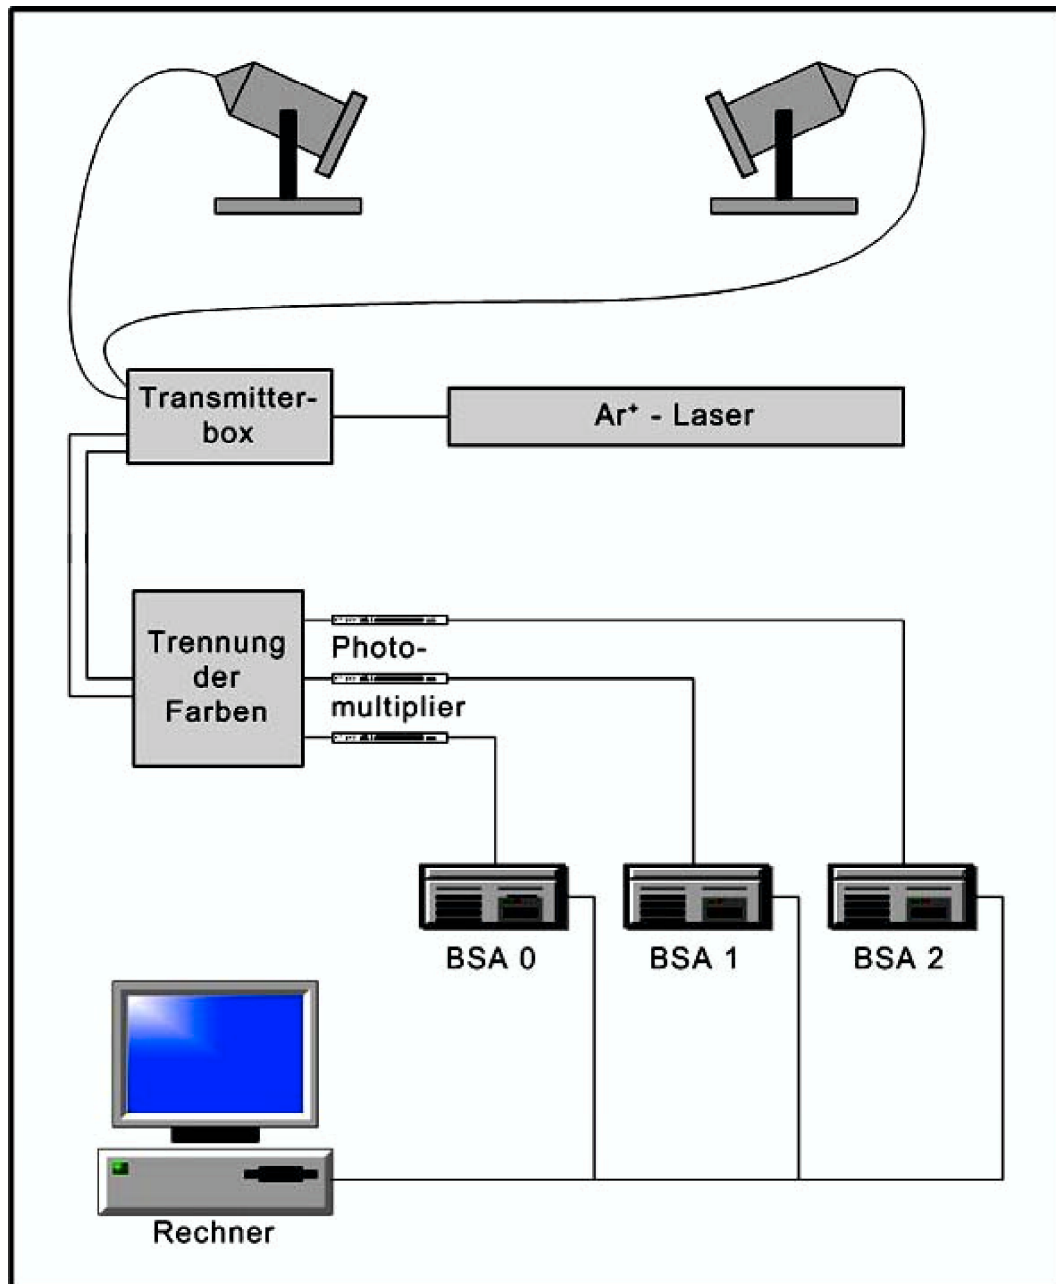 Transmitter-
box
Ar⁺ - Laser
Trennung
der
Farben
Photo-
multiplier
BSA 0
BSA 1
BSA 2
Rechner